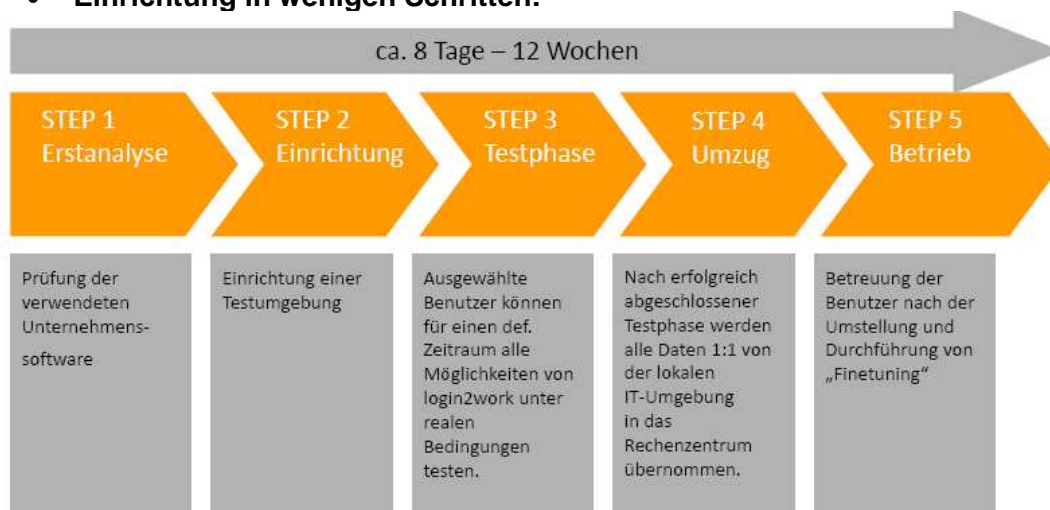 • Einrichtung in wenigen Schritten:
ca. 8 Tage – 12 Wochen
STEP 1
Erstanalyse
STEP 2
Einrichtung
STEP 3
Testphase
STEP 4
Umzug
STEP 5
Betrieb
Prüfung der
verwendeten
Unternehmens-
software
Einrichtung einer
Testumgebung
Ausgewählte
Benutzer können
für einen def.
Zeitraum alle
Möglichkeiten von
login2work unter
realen
Bedingungen
testen.
Nach erfolgreich
abgeschlossener
Testphase werden
alle Daten 1:1 von
der lokalen
IT-Umgebung
in das
Rechenzentrum
übernommen.
Betreuung der
Benutzer nach der
Umstellung und
Durchführung von
„Finetuning“